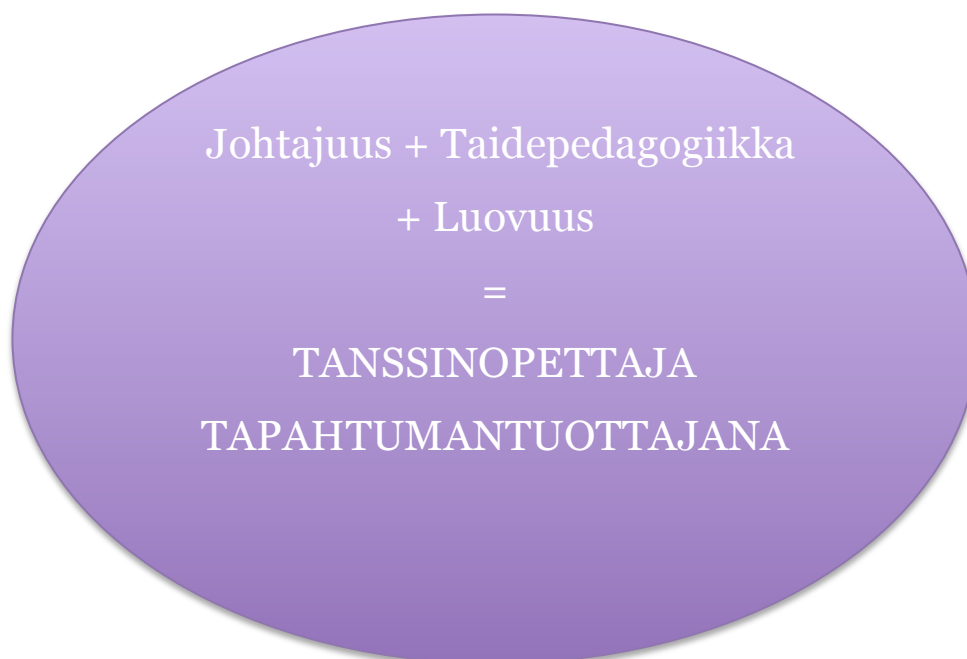 Johtajuus + Taidepedagogiikka
+ Luovuus
=
TANSSINOPETTAJA
TAPAHTUMANTUOTTAJANA